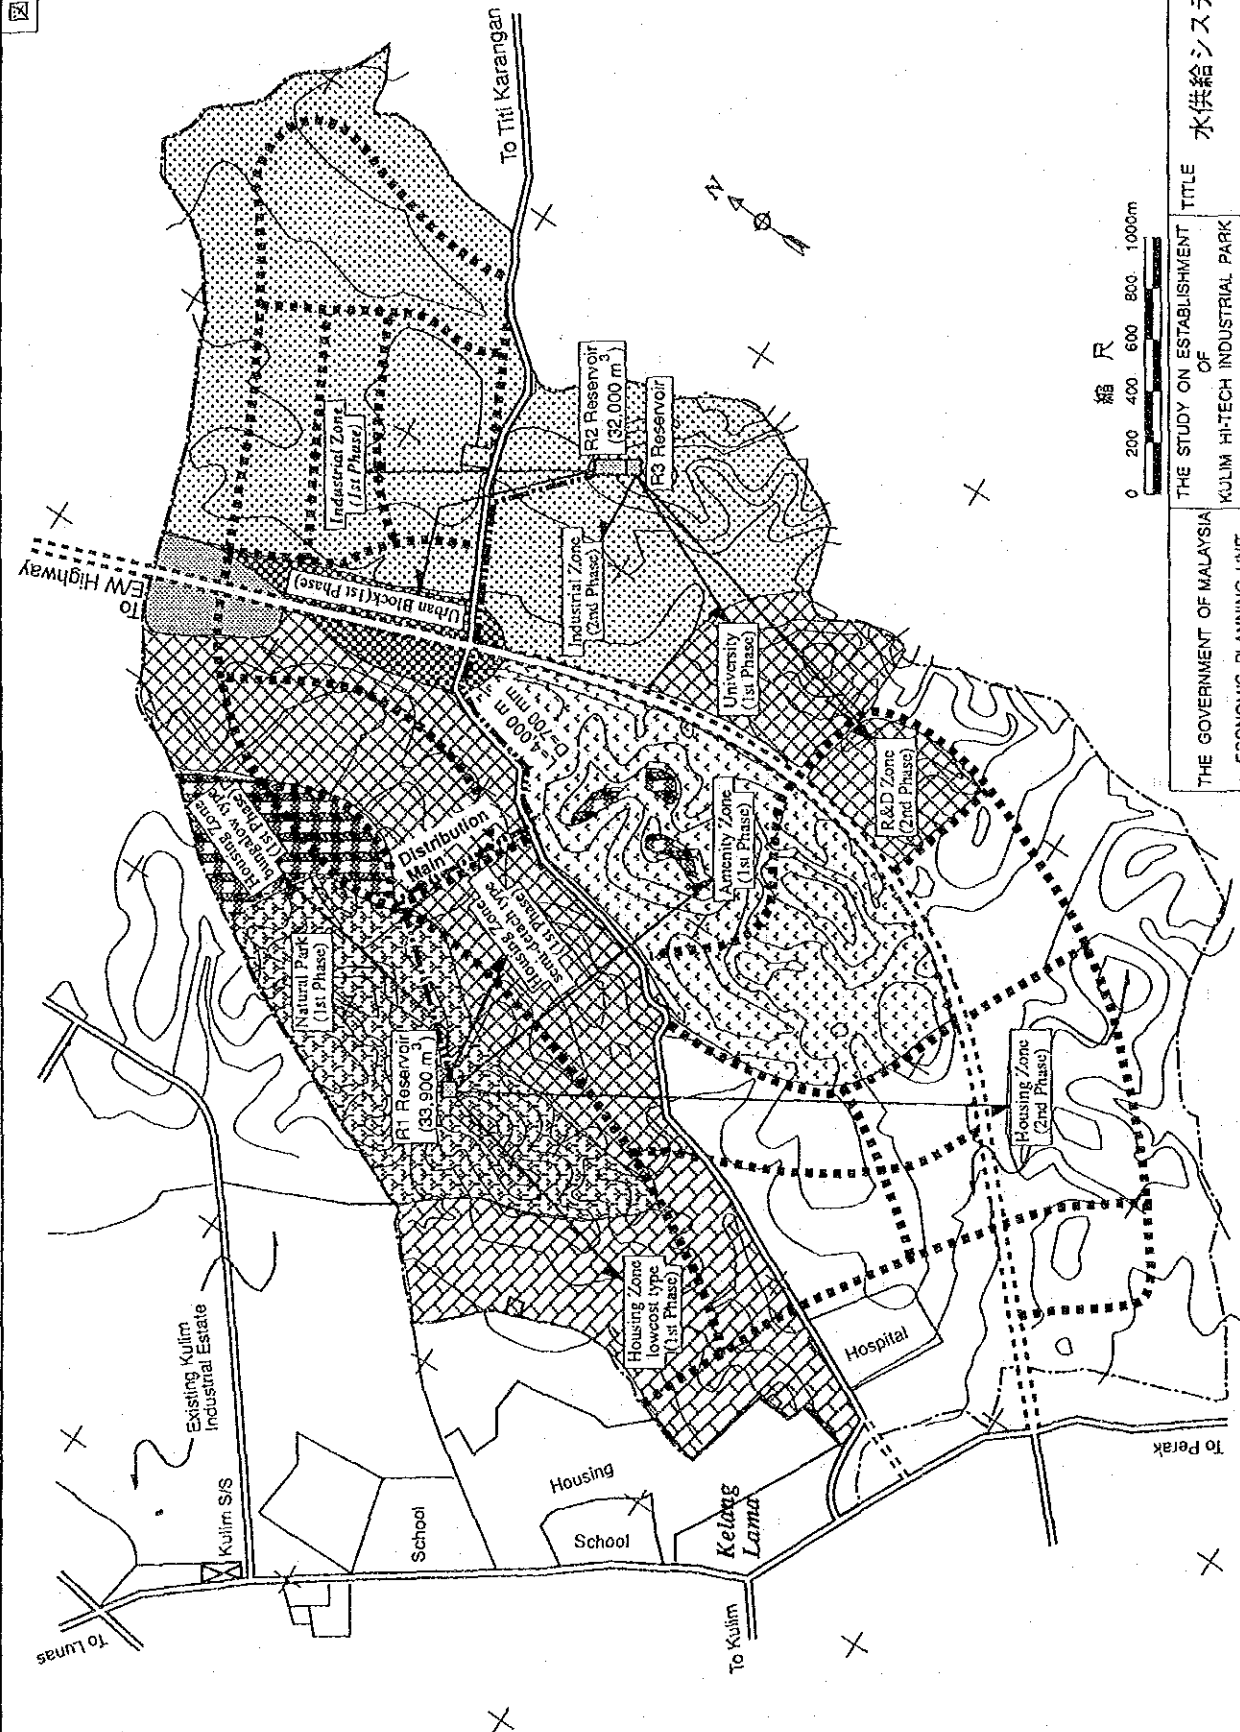 図
To Titi Karangan
N
To
E/W Highway
Industrial Zone
(1st Phase)
R2 Reservoir
(32,000 m3)
R3 Reservoir
Urban Block(1st Phase)
Industrial Zone
(2nd Phase)
University
(1st Phase)
R&D Zone
(2nd Phase)
D=700 mm
Amenity Zone
(1st Phase)
Housing Zone
bungalow type
(1st Phase)
Distribution
Main
Housing Zone
semi-detach type
(1st Phase)
Natural Park
(1st Phase)
R1 Reservoir
(33,900 m3)
Housing Zone
(2nd Phase)
Housing Zone
lowcost type
(1st Phase)
Hospital
Existing Kulim
Industrial Estate
Kulim S/S
School
Housing
School
Kelang
Lama
To Lunas
To Kulim
To Perak
縮 尺
0 200 400 600 800 1000m
THE GOVERNMENT OF MALAYSIA
ECONOMIC PLANNING UNIT
THE STUDY ON ESTABLISHMENT
OF
KULIM HI-TECH INDUSTRIAL PARK
TITLE
水供給システ